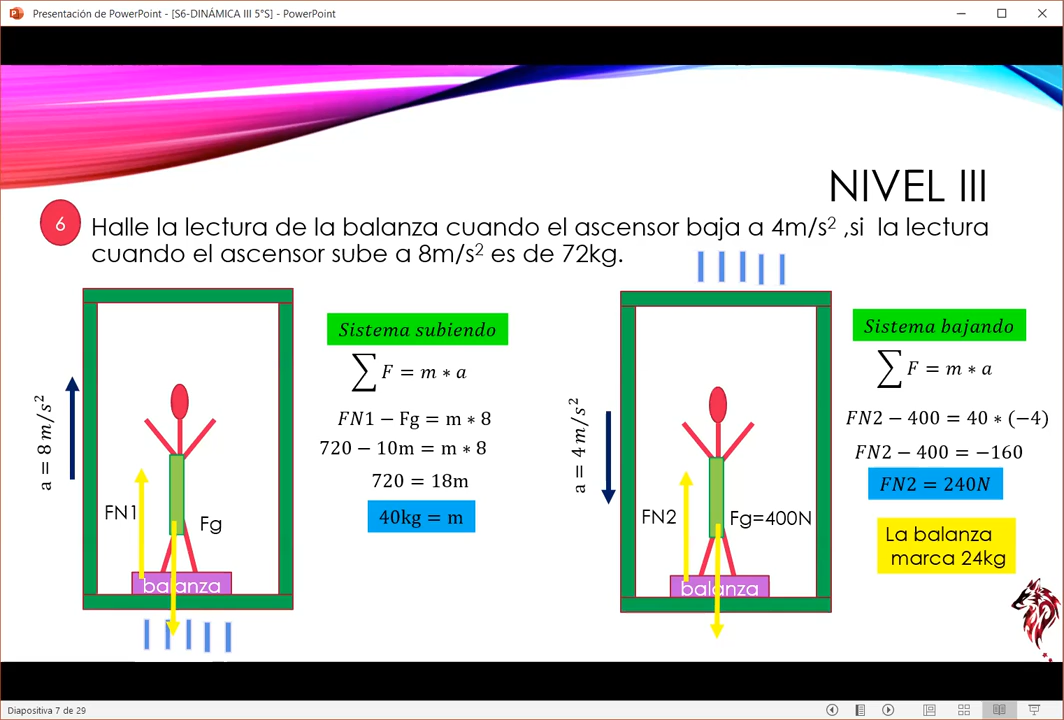 Presentación de PowerPoint - [S6-DINÁMICA III 5°S] - PowerPoint
NIVEL III
6
Halle la lectura de la balanza cuando el ascensor baja a 4m/s² ,si la lectura
cuando el ascensor sube a 8m/s² es de 72kg.
a = 8 m/s²
FN1
Fg
balanza
Sistema subiendo
∑ F = m ∗ a
FN1 − Fg = m ∗ 8
720 − 10m = m ∗ 8
720 = 18m
40kg = m
a = 4 m/s²
FN2
Fg=400N
balanza
Sistema bajando
∑ F = m ∗ a
FN2 − 400 = 40 ∗ (−4)
FN2 − 400 = −160
FN2 = 240N
La balanza
marca 24kg
Diapositiva 7 de 29